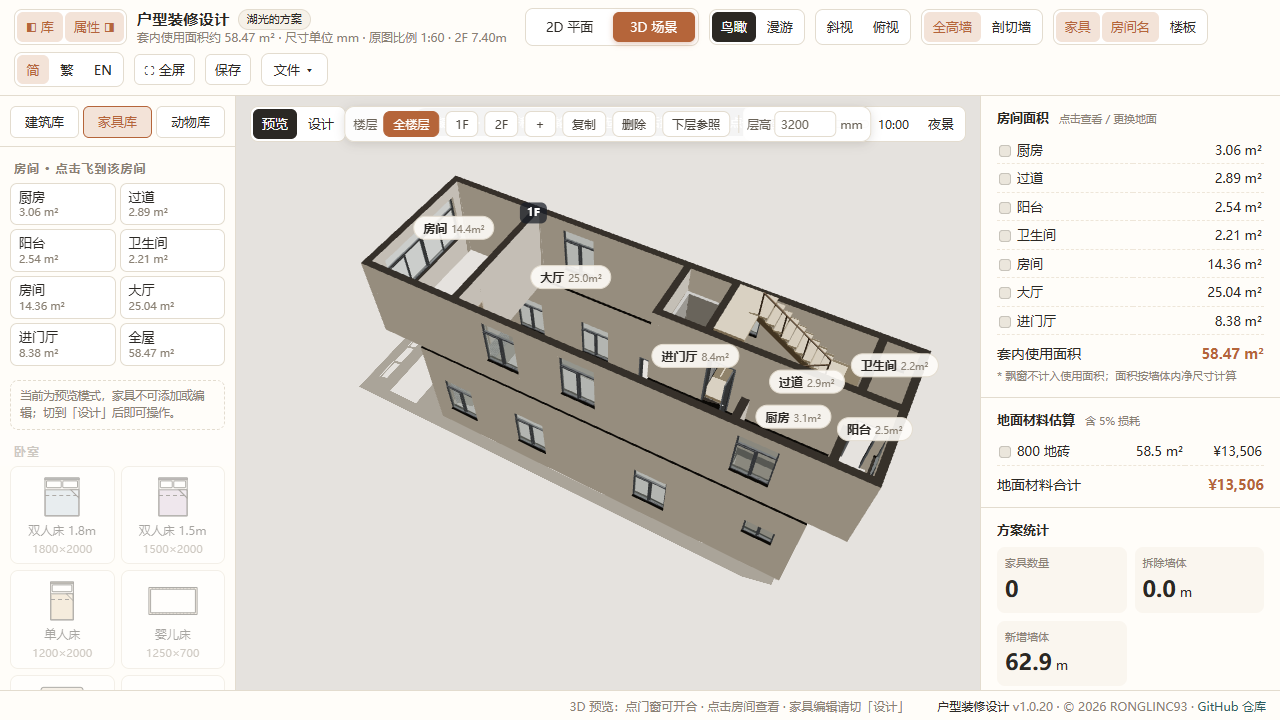 库 属性
户型装修设计 湖光的方案
套内使用面积约 58.47 m² · 尺寸单位 mm · 原图比例 1:60 · 2F 7.40m
2D 平面 3D 场景 鸟瞰 漫游 斜视 俯视 全高墙 剖切墙 家具 房间名 楼板
简 繁 EN 全屏 保存 文件
建筑库 家具库 动物库
房间 • 点击飞到该房间
厨房 过道
3.06 m² 2.89 m²
阳台 卫生间
2.54 m² 2.21 m²
房间 大厅
14.36 m² 25.04 m²
进门厅 全屋
8.38 m² 58.47 m²
当前为预览模式，家具不可添加或编
辑；切到「设计」后即可操作。
卧室
双人床 1.8m 双人床 1.5m
1800×2000 1500×2000
单人床 婴儿床
1200×2000 1250×700
预览 设计 楼层 全楼层 1F 2F + 复制 删除 下层参照 层高 3200 mm 10:00 夜景
1F
房间 14.4m²
大厅 25.0m²
进门厅 8.4m²
卫生间 2.2m²
过道 2.9m²
厨房 3.1m²
阳台 2.5m²
房间面积 点击查看 / 更换地面
厨房 3.06 m²
过道 2.89 m²
阳台 2.54 m²
卫生间 2.21 m²
房间 14.36 m²
大厅 25.04 m²
进门厅 8.38 m²
套内使用面积 58.47 m²
* 飘窗不计入使用面积；面积按墙体内净尺寸计算
地面材料估算 含 5% 损耗
800 地砖 58.5 m² ¥13,506
地面材料合计 ¥13,506
方案统计
家具数量 拆除墙体
0 0.0 m
新增墙体
62.9 m
3D 预览：点门窗可开合 · 点击房间查看 · 家具编辑请切「设计」 户型装修设计 v1.0.20 · © 2026 RONGLINC93 · GitHub 仓库